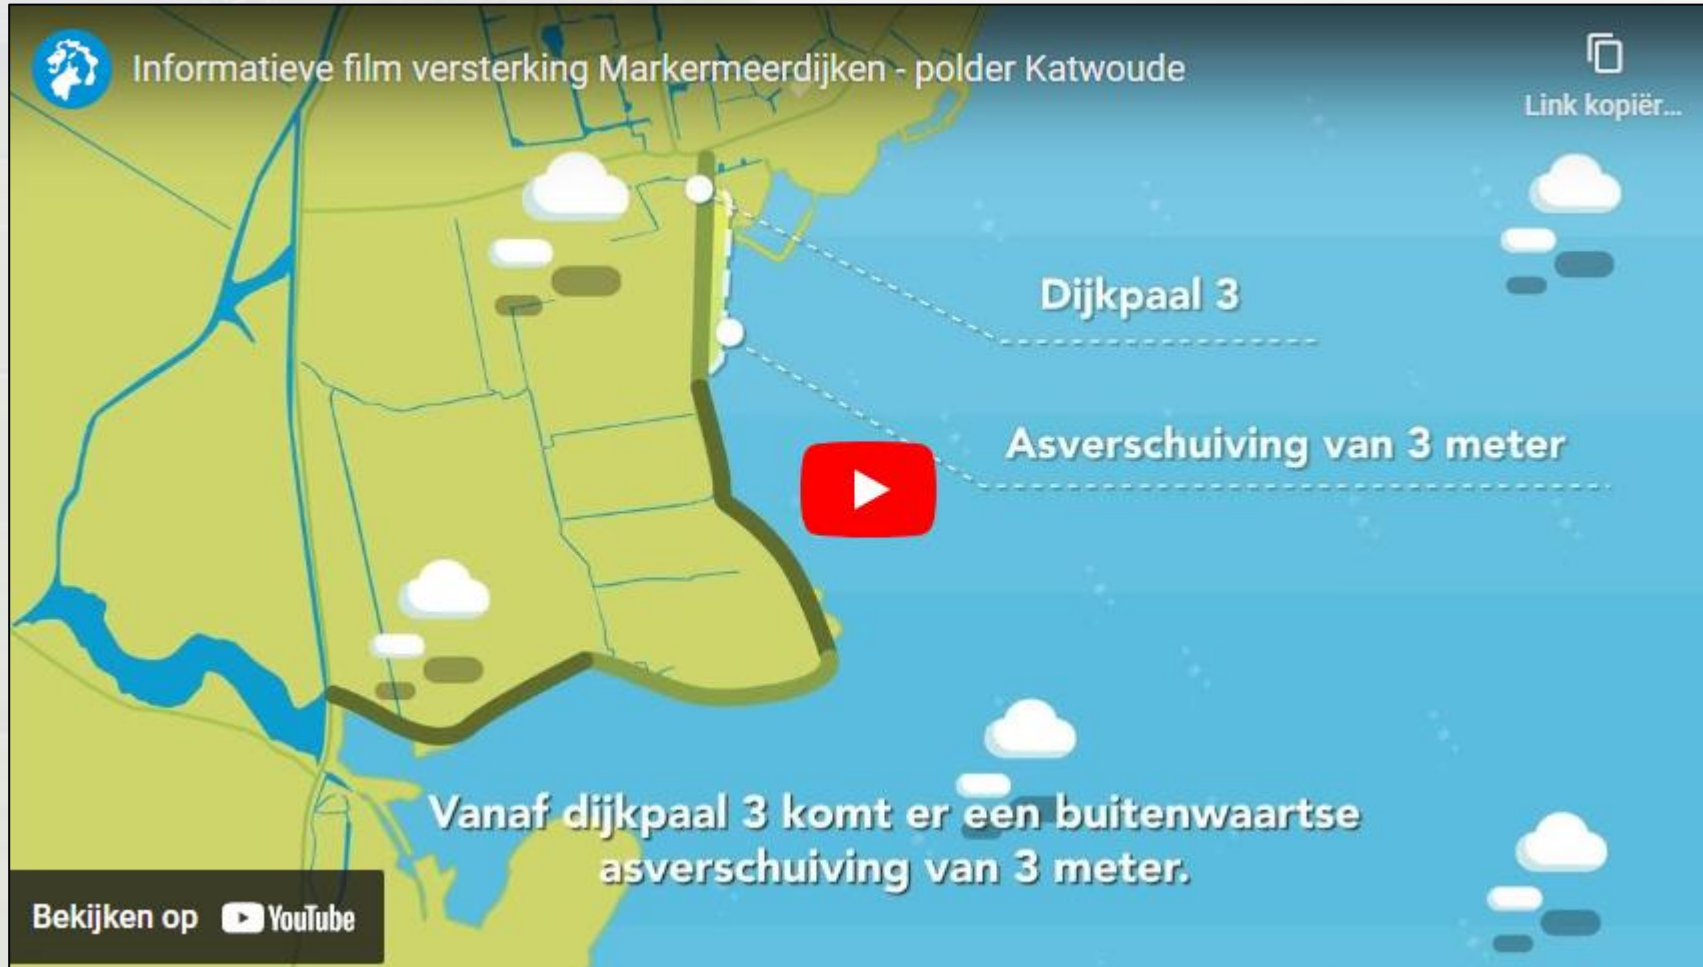 Informatieve film versterking Markermeerdijken - polder Katwoude
Link kopiër...
Dijkpaal 3
Asverschuiving van 3 meter
Vanaf dijkpaal 3 komt er een buitenwaartse
asverschuiving van 3 meter.
Bekijken op YouTube